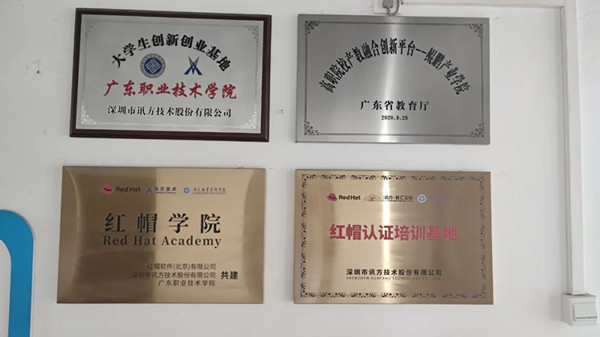 大学生创新创业基地
广东职业技术学院
深圳市讯方技术股份有限公司
高职院校产教融合创新平台--鲲鹏产业学院
广东省教育厅
2020.9.28
Red Hat 讯方技术
红帽学院
Red Hat Academy
红帽软件(北京)有限公司
深圳市讯方技术股份有限公司
广东职业技术学院
共建
Red Hat
红帽认证培训基地
深圳市讯方技术股份有限公司